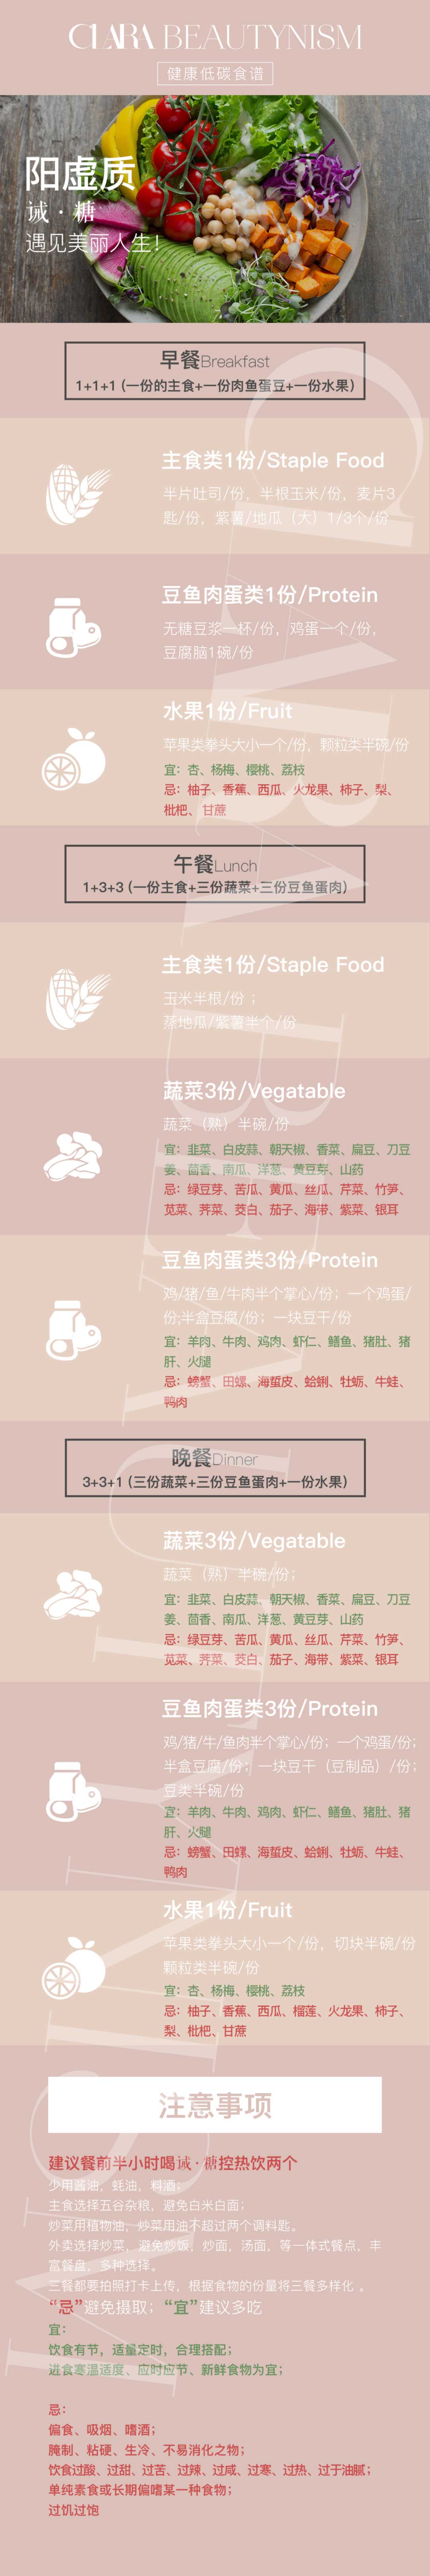 CLARA BEAUTYNISM
健康低碳食谱
阳虚质
诫·糖
遇见美丽人生！
早餐Breakfast
1+1+1 (一份的主食+一份肉鱼蛋豆+一份水果)
主食类1份/Staple Food
半片吐司/份，半根玉米/份，麦片3
匙/份，紫薯/地瓜（大）1/3个/份
豆鱼肉蛋类1份/Protein
无糖豆浆一杯/份，鸡蛋一个/份，
豆腐脑1碗/份
水果1份/Fruit
苹果类拳头大小一个/份，颗粒类半碗/份
宜：杏、杨梅、樱桃、荔枝
忌：柚子、香蕉、西瓜、火龙果、柿子、梨、
枇杷、甘蔗
午餐Lunch
1+3+3 (一份主食+三份蔬菜+三份豆鱼蛋肉)
主食类1份/Staple Food
玉米半根/份；
蒸地瓜/紫薯半个/份
蔬菜3份/Vegatable
蔬菜（熟）半碗/份
宜：韭菜、白皮蒜、朝天椒、香菜、扁豆、刀豆
姜、茴香、南瓜、洋葱、黄豆芽、山药
忌：绿豆芽、苦瓜、黄瓜、丝瓜、芹菜、竹笋、
苋菜、荠菜、茭白、茄子、海带、紫菜、银耳
豆鱼肉蛋类3份/Protein
鸡/猪/鱼/牛肉半个掌心/份；一个鸡蛋/
份;半盒豆腐/份；一块豆干/份
宜：羊肉、牛肉、鸡肉、虾仁、鳝鱼、猪肚、猪
肝、火腿
忌：螃蟹、田螺、海蜇皮、蛤蜊、牡蛎、牛蛙、
鸭肉
晚餐Dinner
3+3+1 (三份蔬菜+三份豆鱼蛋肉+一份水果)
蔬菜3份/Vegatable
蔬菜（熟）半碗/份；
宜：韭菜、白皮蒜、朝天椒、香菜、扁豆、刀豆
姜、茴香、南瓜、洋葱、黄豆芽、山药
忌：绿豆芽、苦瓜、黄瓜、丝瓜、芹菜、竹笋、
苋菜、荠菜、茭白、茄子、海带、紫菜、银耳
豆鱼肉蛋类3份/Protein
鸡/猪/牛/鱼肉半个掌心/份；一个鸡蛋/份；
半盒豆腐/份；一块豆干（豆制品）/份；
豆类半碗/份
宜：羊肉、牛肉、鸡肉、虾仁、鳝鱼、猪肚、猪
肝、火腿
忌：螃蟹、田螺、海蜇皮、蛤蜊、牡蛎、牛蛙、
鸭肉
水果1份/Fruit
苹果类拳头大小一个/份，切块半碗/份
颗粒类半碗/份
宜：杏、杨梅、樱桃、荔枝
忌：柚子、香蕉、西瓜、榴莲、火龙果、柿子、
梨、枇杷、甘蔗
注意事项
建议餐前半小时喝诫·糖控热饮两个
少用酱油，蚝油，料酒；
主食选择五谷杂粮，避免白米白面；
炒菜用植物油，炒菜用油不超过两个调料匙。
外卖选择炒菜，避免炒饭，炒面，汤面，等一体式餐点，丰
富餐盘，多种选择。
三餐都要拍照打卡上传，根据食物的份量将三餐多样化 。
“忌”避免摄取；“宜”建议多吃
宜：
饮食有节，适量定时，合理搭配；
进食寒温适度、应时应节、新鲜食物为宜；
忌：
偏食、吸烟、嗜酒；
腌制、粘硬、生冷、不易消化之物；
饮食过酸、过甜、过苦、过辣、过咸、过寒、过热、过于油腻；
单纯素食或长期偏嗜某一种食物；
过饥过饱